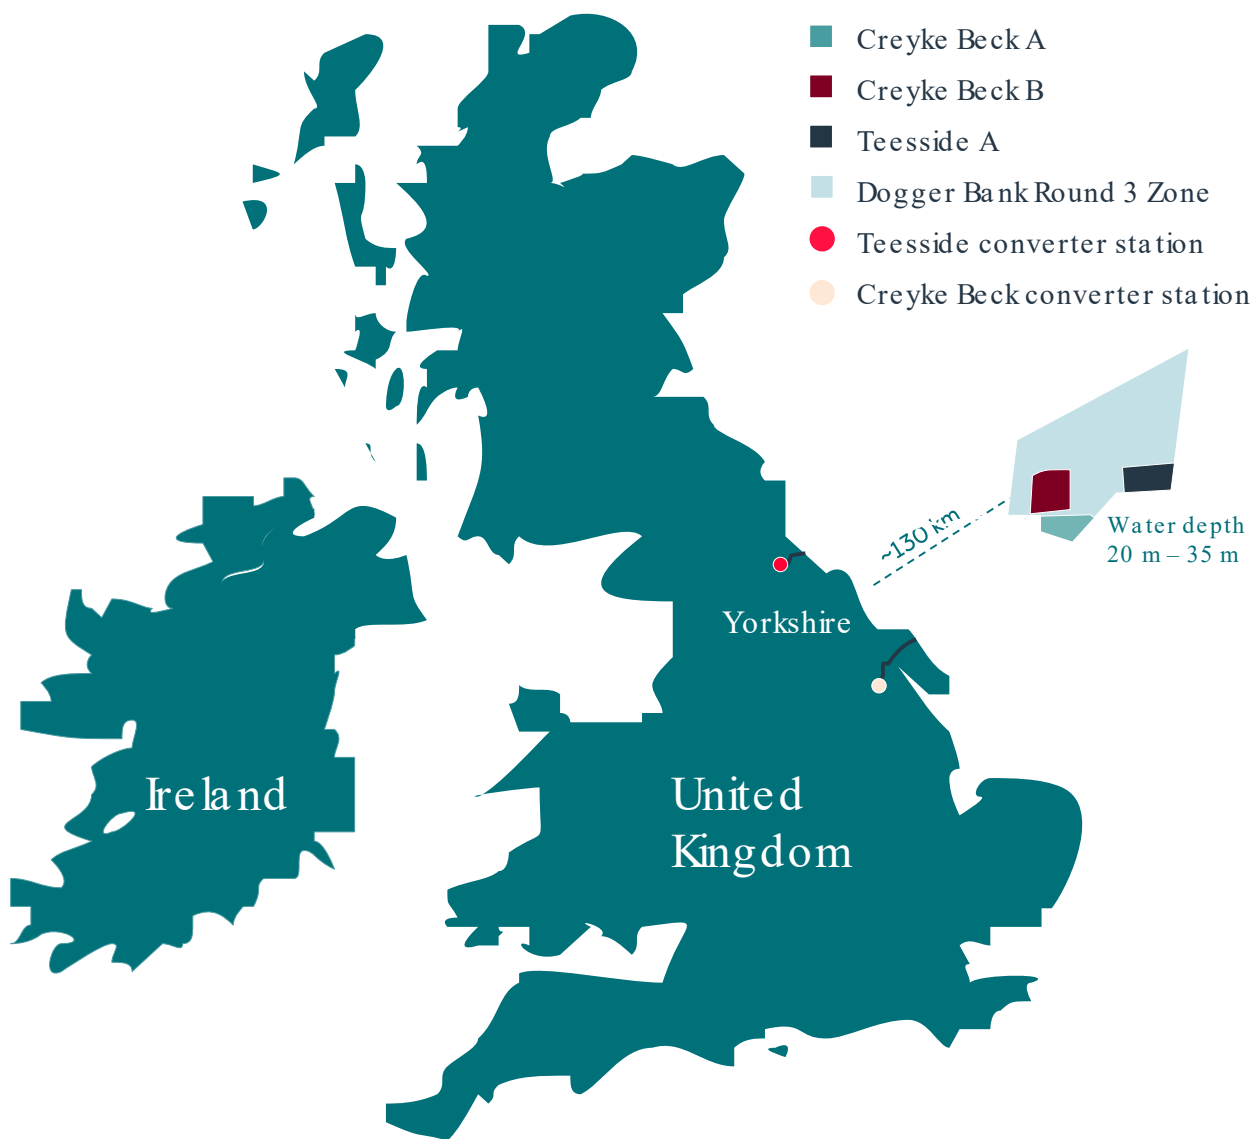 Creyke Beck A
Creyke Beck B
Teesside A
Dogger Bank Round 3 Zone
Teesside converter station
Creyke Beck converter station
~130 km
Water depth
20 m – 35 m
Yorkshire
Ireland
United
Kingdom